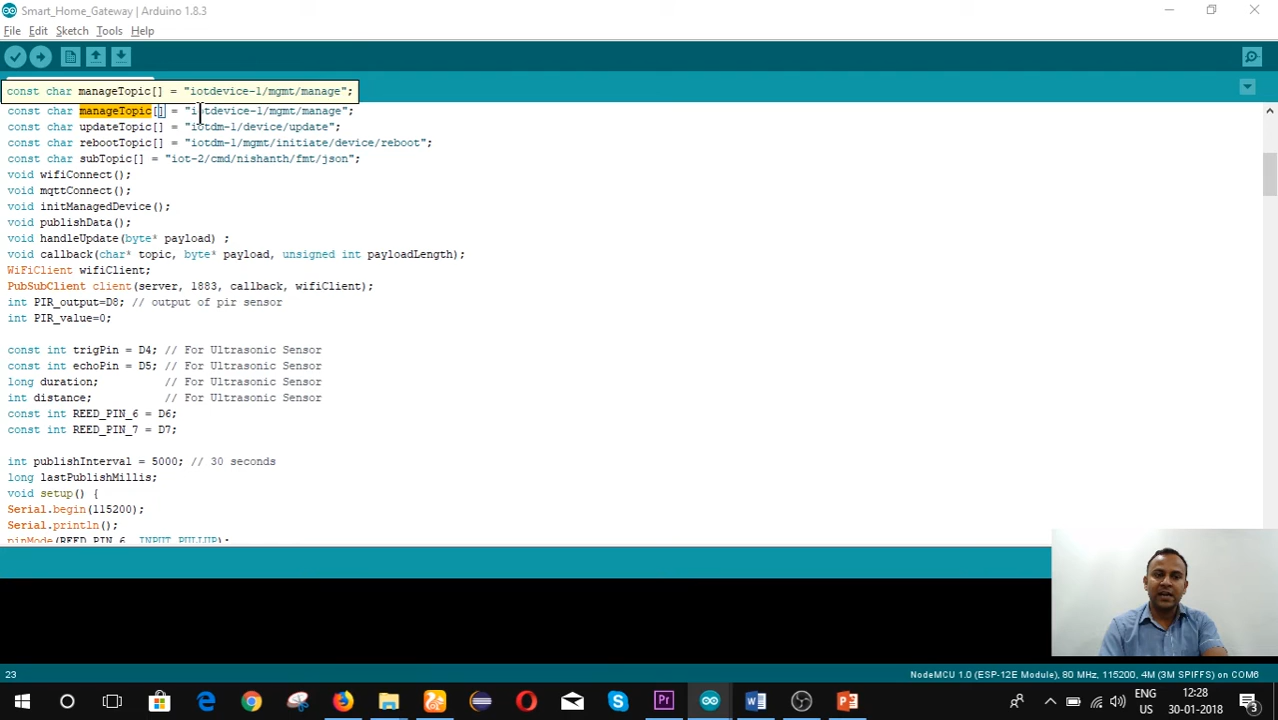 Smart_Home_Gateway | Arduino 1.8.3
File Edit Sketch Tools Help
const char manageTopic[] = "iotdevice-1/mgmt/manage";
const char manageTopic[] = "iotdevice-1/mgmt/manage";
const char updateTopic[] = "iotdm-1/device/update";
const char rebootTopic[] = "iotdm-1/mgmt/initiate/device/reboot";
const char subTopic[] = "iot-2/cmd/nishanth/fmt/json";
void wifiConnect();
void mqttConnect();
void initManagedDevice();
void publishData();
void handleUpdate(byte* payload) ;
void callback(char* topic, byte* payload, unsigned int payloadLength);
WiFiClient wifiClient;
PubSubClient client(server, 1883, callback, wifiClient);
int PIR_output=D8; // output of pir sensor
int PIR_value=0;
const int trigPin = D4; // For Ultrasonic Sensor
const int echoPin = D5; // For Ultrasonic Sensor
long duration; // For Ultrasonic Sensor
int distance; // For Ultrasonic Sensor
const int REED_PIN_6 = D6;
const int REED_PIN_7 = D7;
int publishInterval = 5000; // 30 seconds
long lastPublishMillis;
void setup() {
Serial.begin(115200);
Serial.println();
pinMode(REED_PIN_6, INPUT_PULLUP);
23
NodeMCU 1.0 (ESP-12E Module), 80 MHz, 115200, 4M (3M SPIFFS) on COM6
Pr
ENG
US
12:28
30-01-2018
3